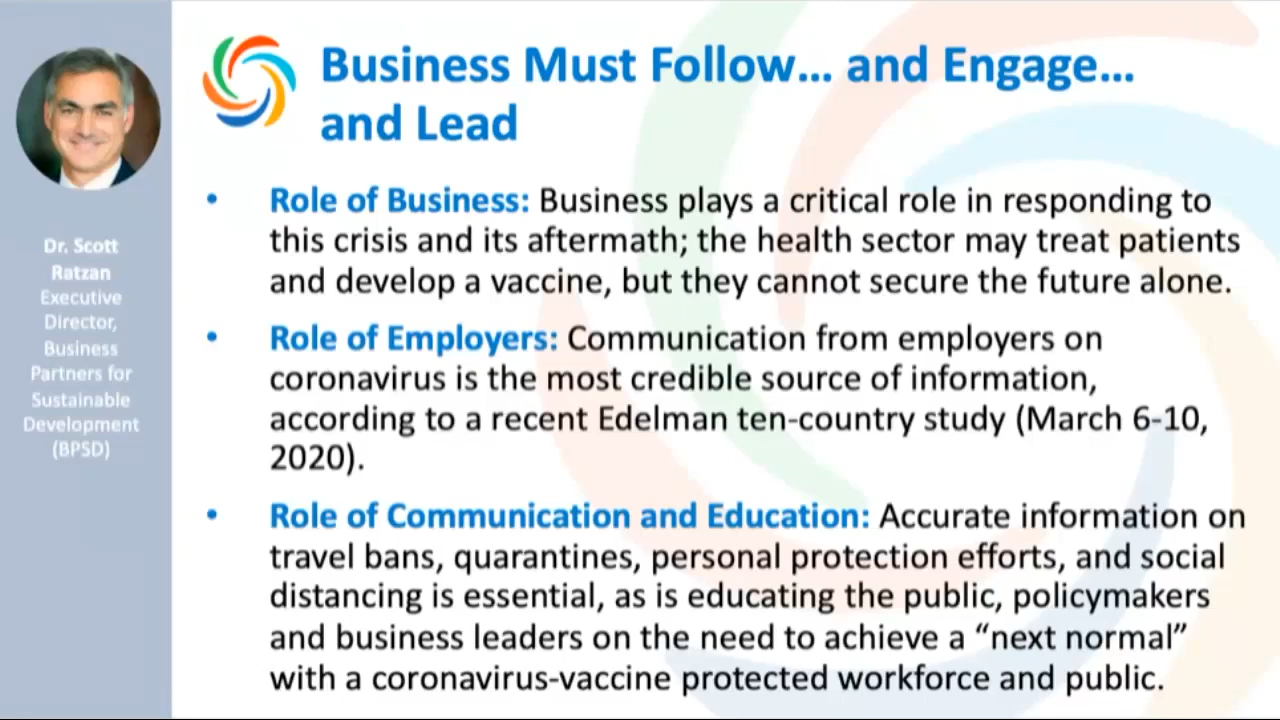 Dr. Scott
Ratzan
Executive
Director,
Business
Partners for
Sustainable
Development
(BPSD)
Business Must Follow... and Engage...
and Lead
• Role of Business: Business plays a critical role in responding to
this crisis and its aftermath; the health sector may treat patients
and develop a vaccine, but they cannot secure the future alone.
• Role of Employers: Communication from employers on
coronavirus is the most credible source of information,
according to a recent Edelman ten-country study (March 6-10,
2020).
• Role of Communication and Education: Accurate information on
travel bans, quarantines, personal protection efforts, and social
distancing is essential, as is educating the public, policymakers
and business leaders on the need to achieve a “next normal”
with a coronavirus-vaccine protected workforce and public.